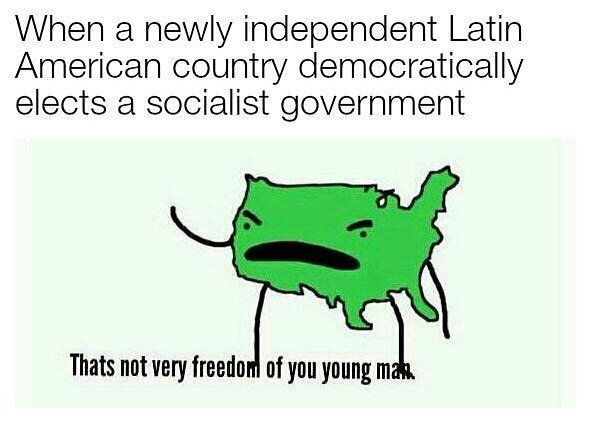 When a newly independent Latin
American country democratically
elects a socialist government
Thats not very freedom of you young man.